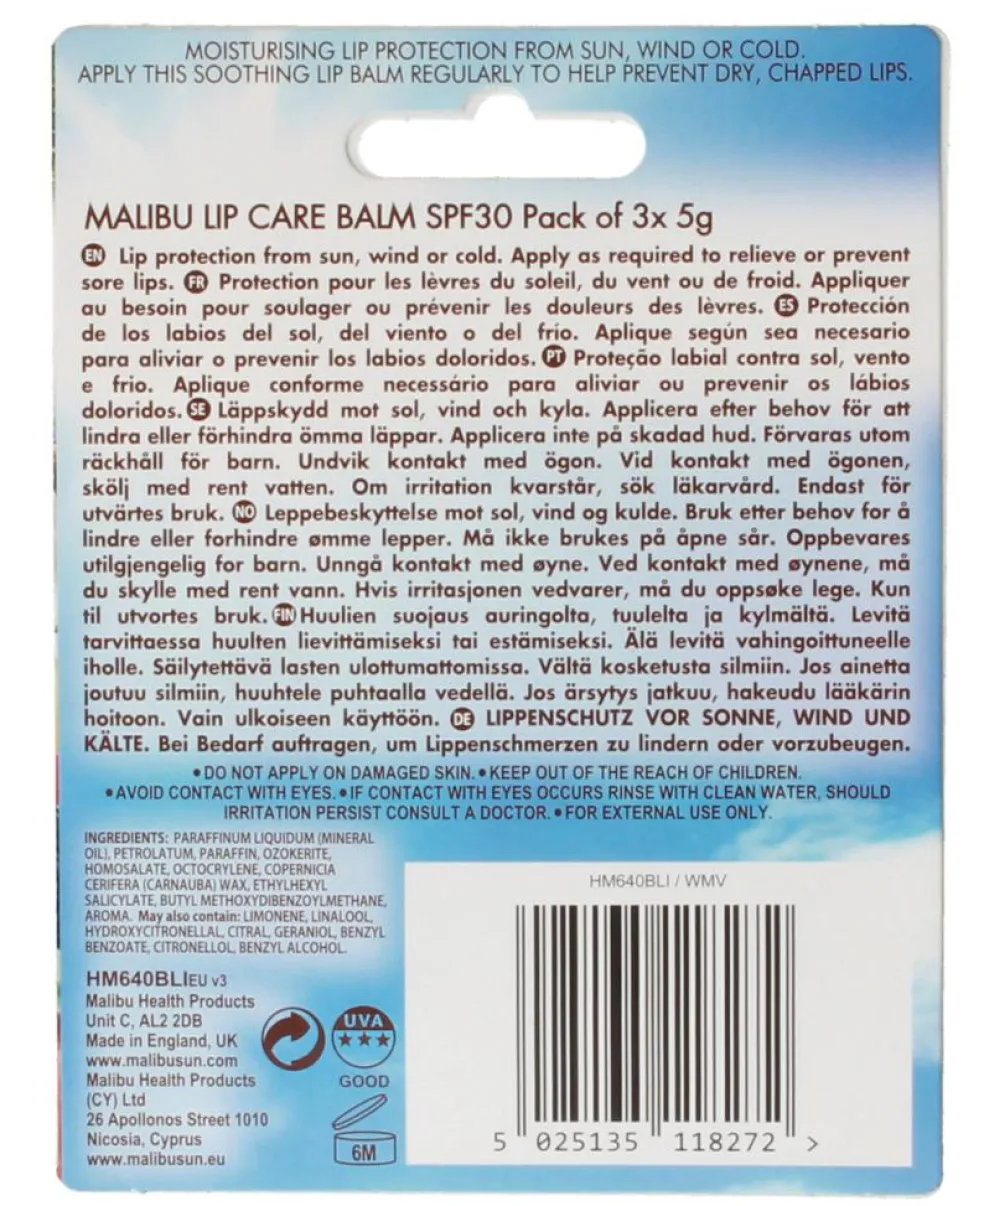 MOISTURISING LIP PROTECTION FROM SUN, WIND OR COLD.
APPLY THIS SOOTHING LIP BALM REGULARLY TO HELP PREVENT DRY, CHAPPED LIPS.
MALIBU LIP CARE BALM SPF30 Pack of 3x 5g
EN Lip protection from sun, wind or cold. Apply as required to relieve or prevent
sore lips. FR Protection pour les lèvres du soleil, du vent ou de froid. Appliquer
au besoin pour soulager ou prévenir les douleurs des lèvres. ES Protección
de los labios del sol, del viento o del frío. Aplique según sea necesario
para aliviar o prevenir los labios doloridos. PT Proteção labial contra sol, vento
e frio. Aplique conforme necessário para aliviar ou prevenir os lábios
doloridos. SE Läppskydd mot sol, vind och kyla. Applicera efter behov för att
lindra eller förhindra ömma läppar. Applicera inte på skadad hud. Förvaras utom
räckhåll för barn. Undvik kontakt med ögon. Vid kontakt med ögonen,
skölj med rent vatten. Om irritation kvarstår, sök läkarvård. Endast för
utvärtes bruk. NO Leppebeskyttelse mot sol, vind og kulde. Bruk etter behov for å
lindre eller forhindre ømme lepper. Må ikke brukes på åpne sår. Oppbevares
utilgjengelig for barn. Unngå kontakt med øyne. Ved kontakt med øynene, må
du skylle med rent vann. Hvis irritasjonen vedvarer, må du oppsøke lege. Kun
til utvortes bruk. FIN Huulien suojaus auringolta, tuulelta ja kylmältä. Levitä
tarvittaessa huulten lievittämiseksi tai estämiseksi. Älä levitä vahingoittuneelle
iholle. Säilytettävä lasten ulottumattomissa. Vältä kosketusta silmiin. Jos ainetta
joutuu silmiin, huuhtele puhtaalla vedellä. Jos ärsytys jatkuu, hakeudu lääkärin
hoitoon. Vain ulkoiseen käyttöön. DE LIPPENSCHUTZ VOR SONNE, WIND UND
KÄLTE. Bei Bedarf auftragen, um Lippenschmerzen zu lindern oder vorzubeugen.
• DO NOT APPLY ON DAMAGED SKIN. • KEEP OUT OF THE REACH OF CHILDREN.
• AVOID CONTACT WITH EYES. • IF CONTACT WITH EYES OCCURS RINSE WITH CLEAN WATER, SHOULD
IRRITATION PERSIST CONSULT A DOCTOR. • FOR EXTERNAL USE ONLY.
INGREDIENTS: PARAFFINUM LIQUIDUM (MINERAL
OIL), PETROLATUM, PARAFFIN, OZOKERITE,
HOMOSALATE, OCTOCRYLENE, COPERNICIA
CERIFERA (CARNAUBA) WAX, ETHYLHEXYL
SALICYLATE, BUTYL METHOXYDIBENZOYLMETHANE,
AROMA. May also contain: LIMONENE, LINALOOL,
HYDROXYCITRONELLAL, CITRAL, GERANIOL, BENZYL
BENZOATE, CITRONELLOL, BENZYL ALCOHOL.
HM640BLIEU v3
Malibu Health Products
Unit C, AL2 2DB
Made in England, UK
www.malibusun.com
Malibu Health Products
(CY) Ltd
26 Apollonos Street 1010
Nicosia, Cyprus
www.malibusun.eu
UVA
★★★
GOOD
6M
HM640BLI / WMV
5 025135 118272 >